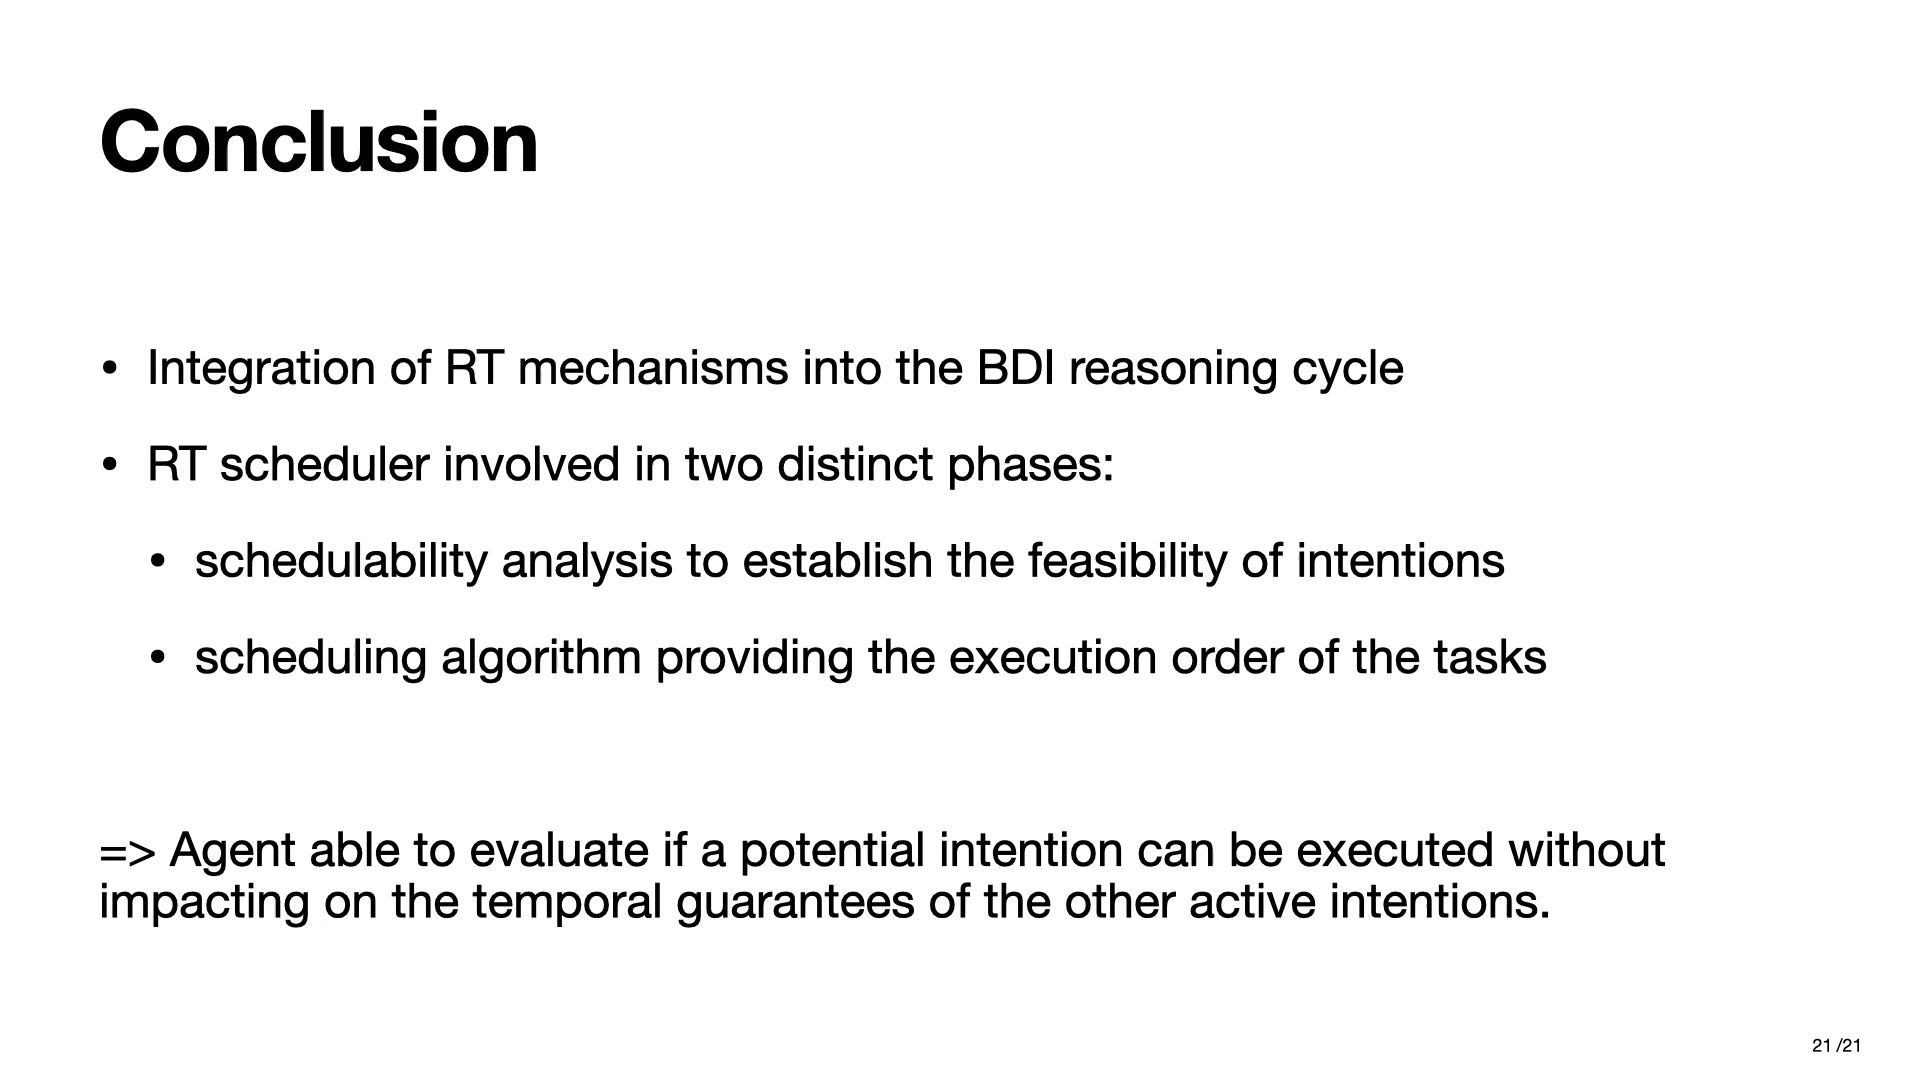 Conclusion
• Integration of RT mechanisms into the BDI reasoning cycle
• RT scheduler involved in two distinct phases:
• schedulability analysis to establish the feasibility of intentions
• scheduling algorithm providing the execution order of the tasks
=> Agent able to evaluate if a potential intention can be executed without
impacting on the temporal guarantees of the other active intentions.
21 /21